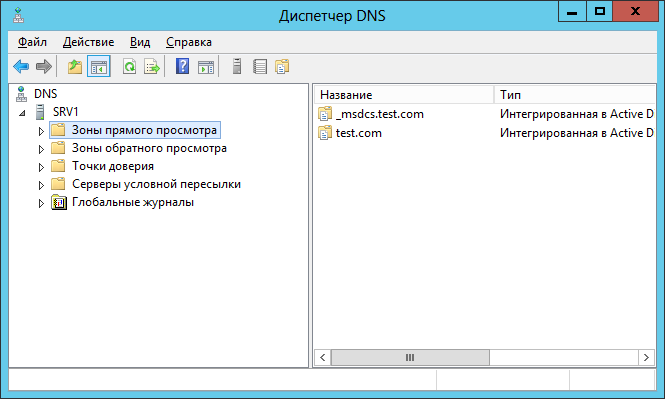 Диспетчер DNS
Файл Действие Вид Справка
DNS
SRV1
Зоны прямого просмотра
Зоны обратного просмотра
Точки доверия
Серверы условной пересылки
Глобальные журналы
Название Тип
_msdcs.test.com Интегрированная в Active D
test.com Интегрированная в Active D